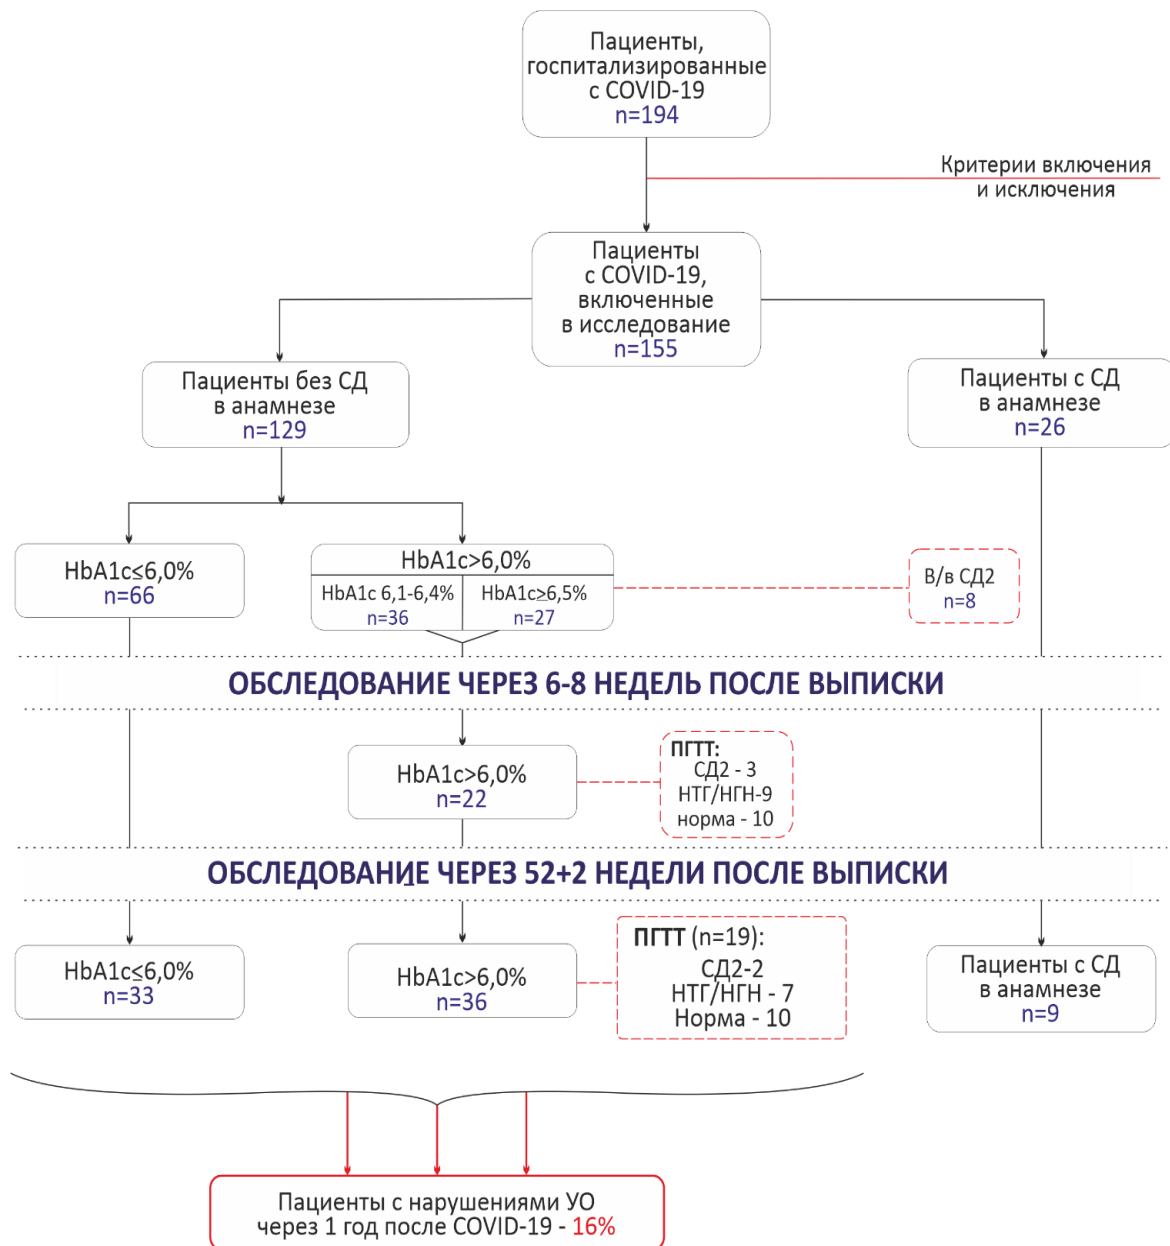 Пациенты,
госпитализированные
с COVID-19
n=194
Критерии включения
и исключения
Пациенты
с COVID-19,
включенные
в исследование
n=155
Пациенты без СД
в анамнезе
n=129
Пациенты с СД
в анамнезе
n=26
HbA1c≤6,0%
n=66
HbA1c>6,0%
HbA1c 6,1-6,4%
n=36
HbA1c≥6,5%
n=27
В/в СД2
n=8
ОБСЛЕДОВАНИЕ ЧЕРЕЗ 6-8 НЕДЕЛЬ ПОСЛЕ ВЫПИСКИ
HbA1c>6,0%
n=22
ПГТТ:
СД2 - 3
НТГ/НГН-9
норма - 10
ОБСЛЕДОВАНИЕ ЧЕРЕЗ 52+2 НЕДЕЛИ ПОСЛЕ ВЫПИСКИ
HbA1c≤6,0%
n=33
HbA1c>6,0%
n=36
ПГТТ (n=19):
СД2-2
НТГ/НГН - 7
Норма - 10
Пациенты с СД
в анамнезе
n=9
Пациенты с нарушениями УО
через 1 год после COVID-19 - 16%